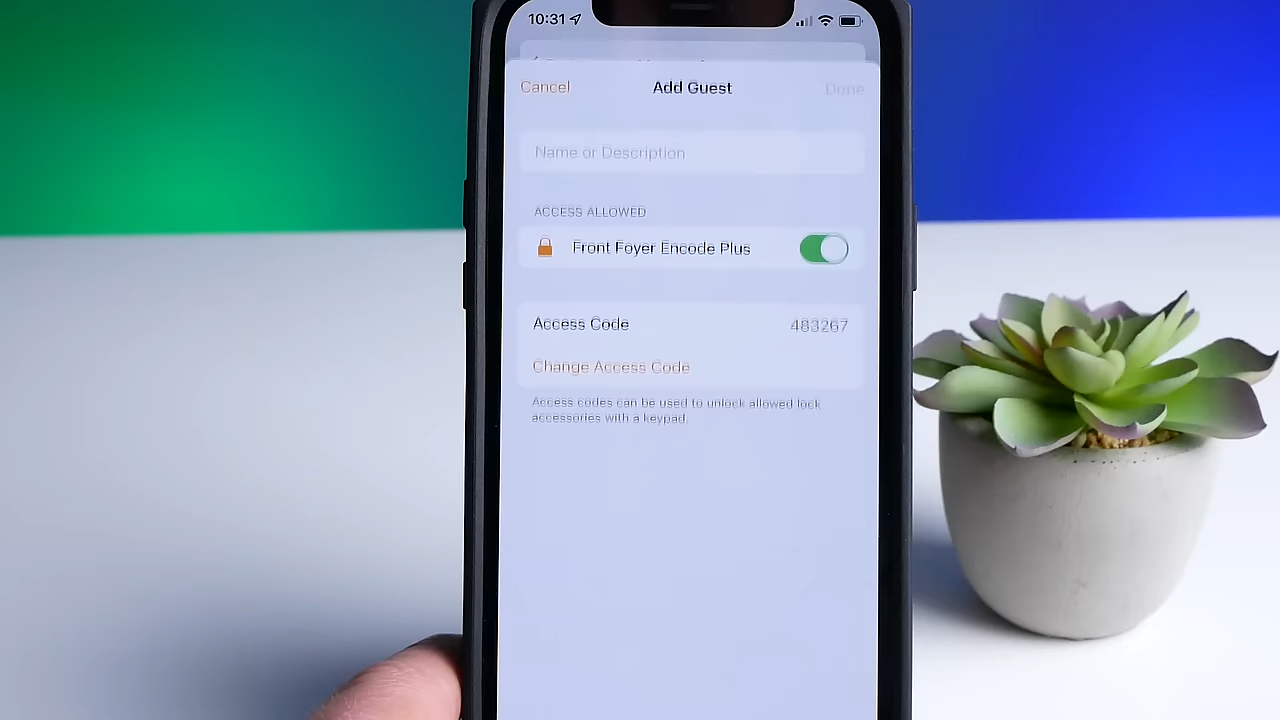 10:31
Cancel Add Guest Done
Name or Description
ACCESS ALLOWED
Front Foyer Encode Plus
Access Code 483267
Change Access Code
Access codes can be used to unlock allowed lock
accessories with a keypad.